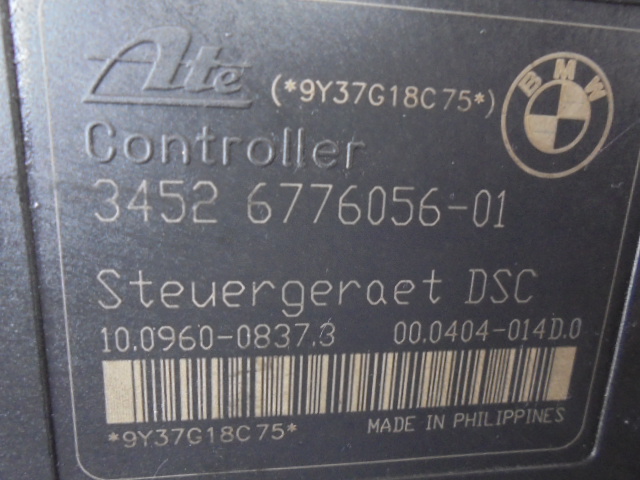 Ate (*9Y37G18C75*) BMW
Controller
3452 6776056-01
Steuergeraet DSC
10.0960-0837.3 00.0404-014D.0
*9Y37G18C75* MADE IN PHILIPPINES